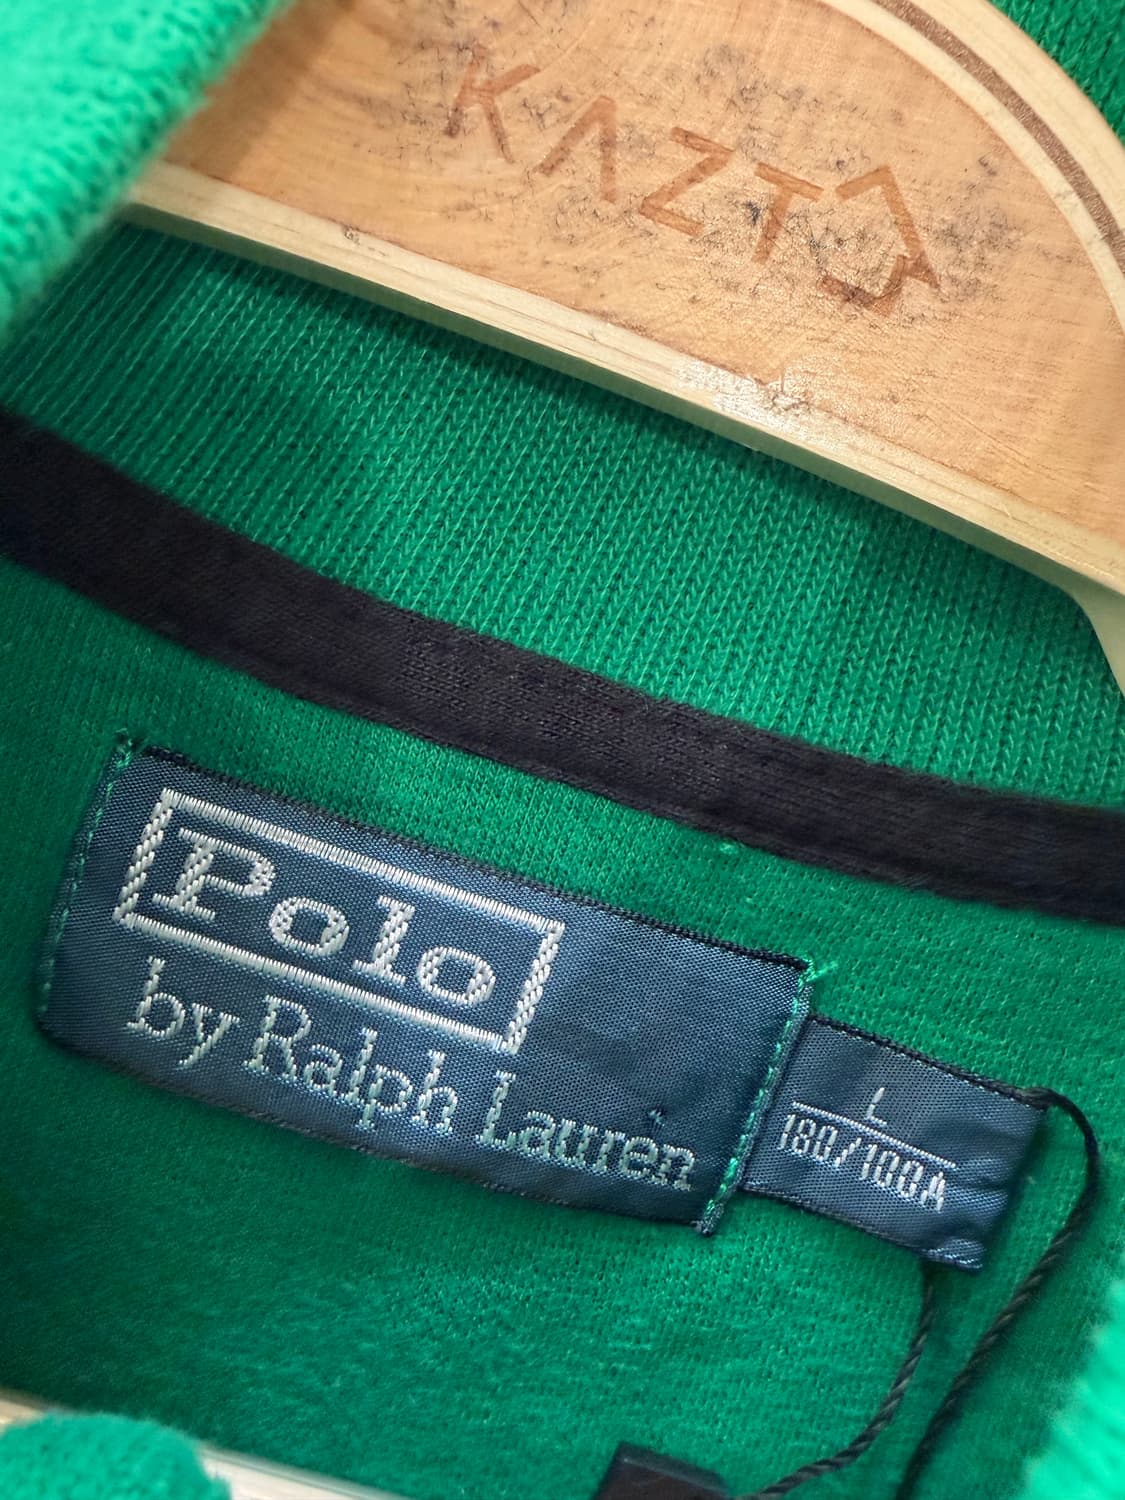 KAZTA
Polo
by Ralph Lauren
L
180/100A